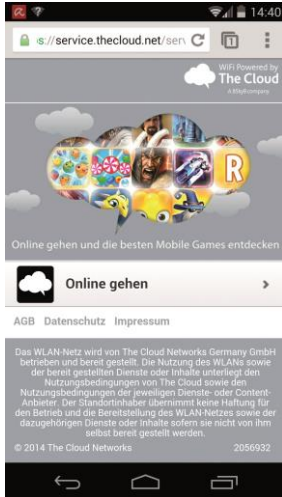 14:40
s://service.thecloud.net/serv
1
WiFi Powered by
The Cloud
R
Online gehen und die besten Mobile Games entdecken
Online gehen
AGB Datenschutz Impressum
Das WLAN-Netz wird von The Cloud Networks Germany GmbH
betrieben und bereit gestellt. Die Nutzung des WLANs sowie
der bereit gestellten Dienste oder Inhalte unterliegt den
Nutzungsbedingungen von The Cloud sowie den
Nutzungsbedingungen der jeweiligen Dienste- oder Content-
Anbieter. Der Standortinhaber übernimmt keine Haftung für
den Betrieb und die Bereitstellung des WLAN-Netzes sowie der
dazugehörigen Dienste oder Inhalte sofern sie nicht von ihm
selbst bereit gestellt werden.
© 2014 The Cloud Networks 2056932